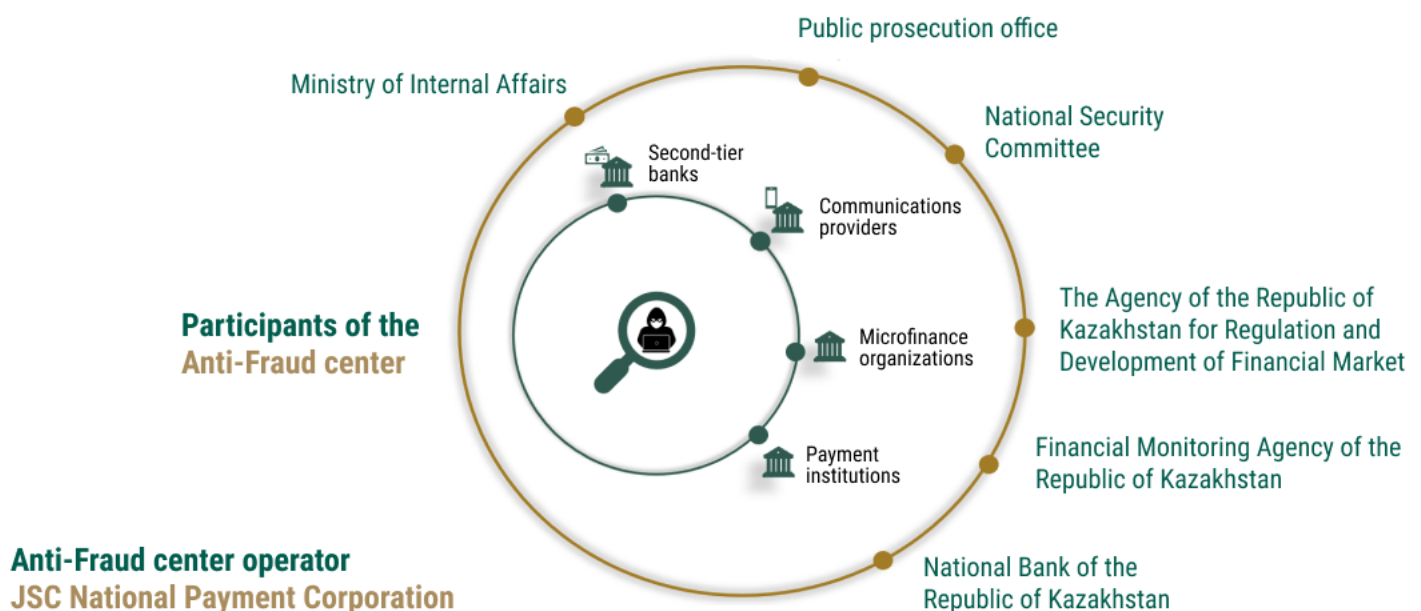 Public prosecution office
Ministry of Internal Affairs
National Security
Committee
Second-tier
banks
Communications
providers
The Agency of the Republic of
Kazakhstan for Regulation and
Development of Financial Market
Participants of the
Anti-Fraud center
Microfinance
organizations
Financial Monitoring Agency of the
Republic of Kazakhstan
Payment
institutions
Anti-Fraud center operator
JSC National Payment Corporation
National Bank of the
Republic of Kazakhstan